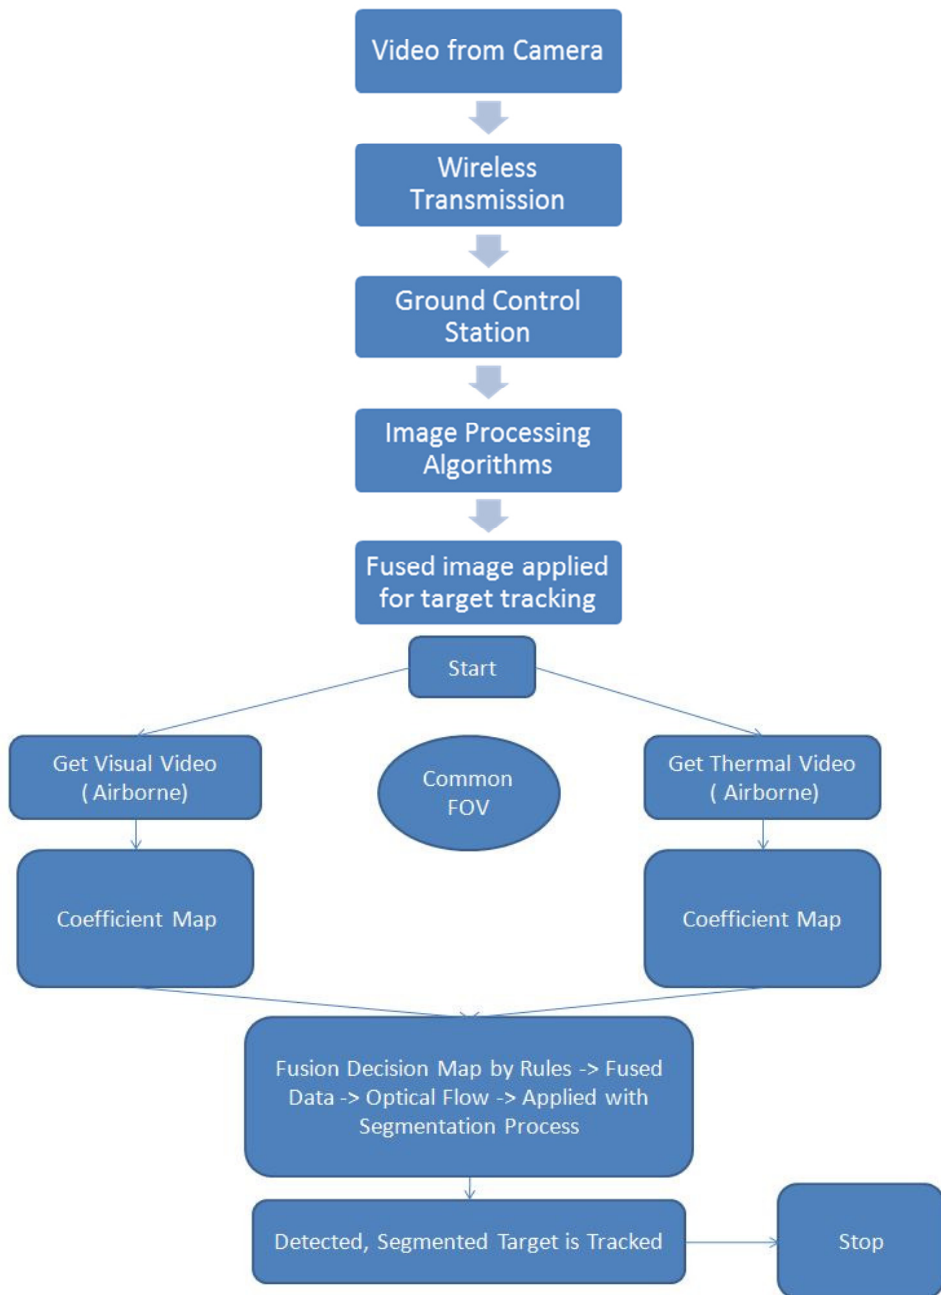 Video from Camera
Wireless
Transmission
Ground Control
Station
Image Processing
Algorithms
Fused image applied
for target tracking
Start
Get Visual Video
( Airborne)
Common
FOV
Get Thermal Video
( Airborne)
Coefficient Map
Coefficient Map
Fusion Decision Map by Rules -> Fused
Data -> Optical Flow -> Applied with
Segmentation Process
Detected, Segmented Target is Tracked
Stop